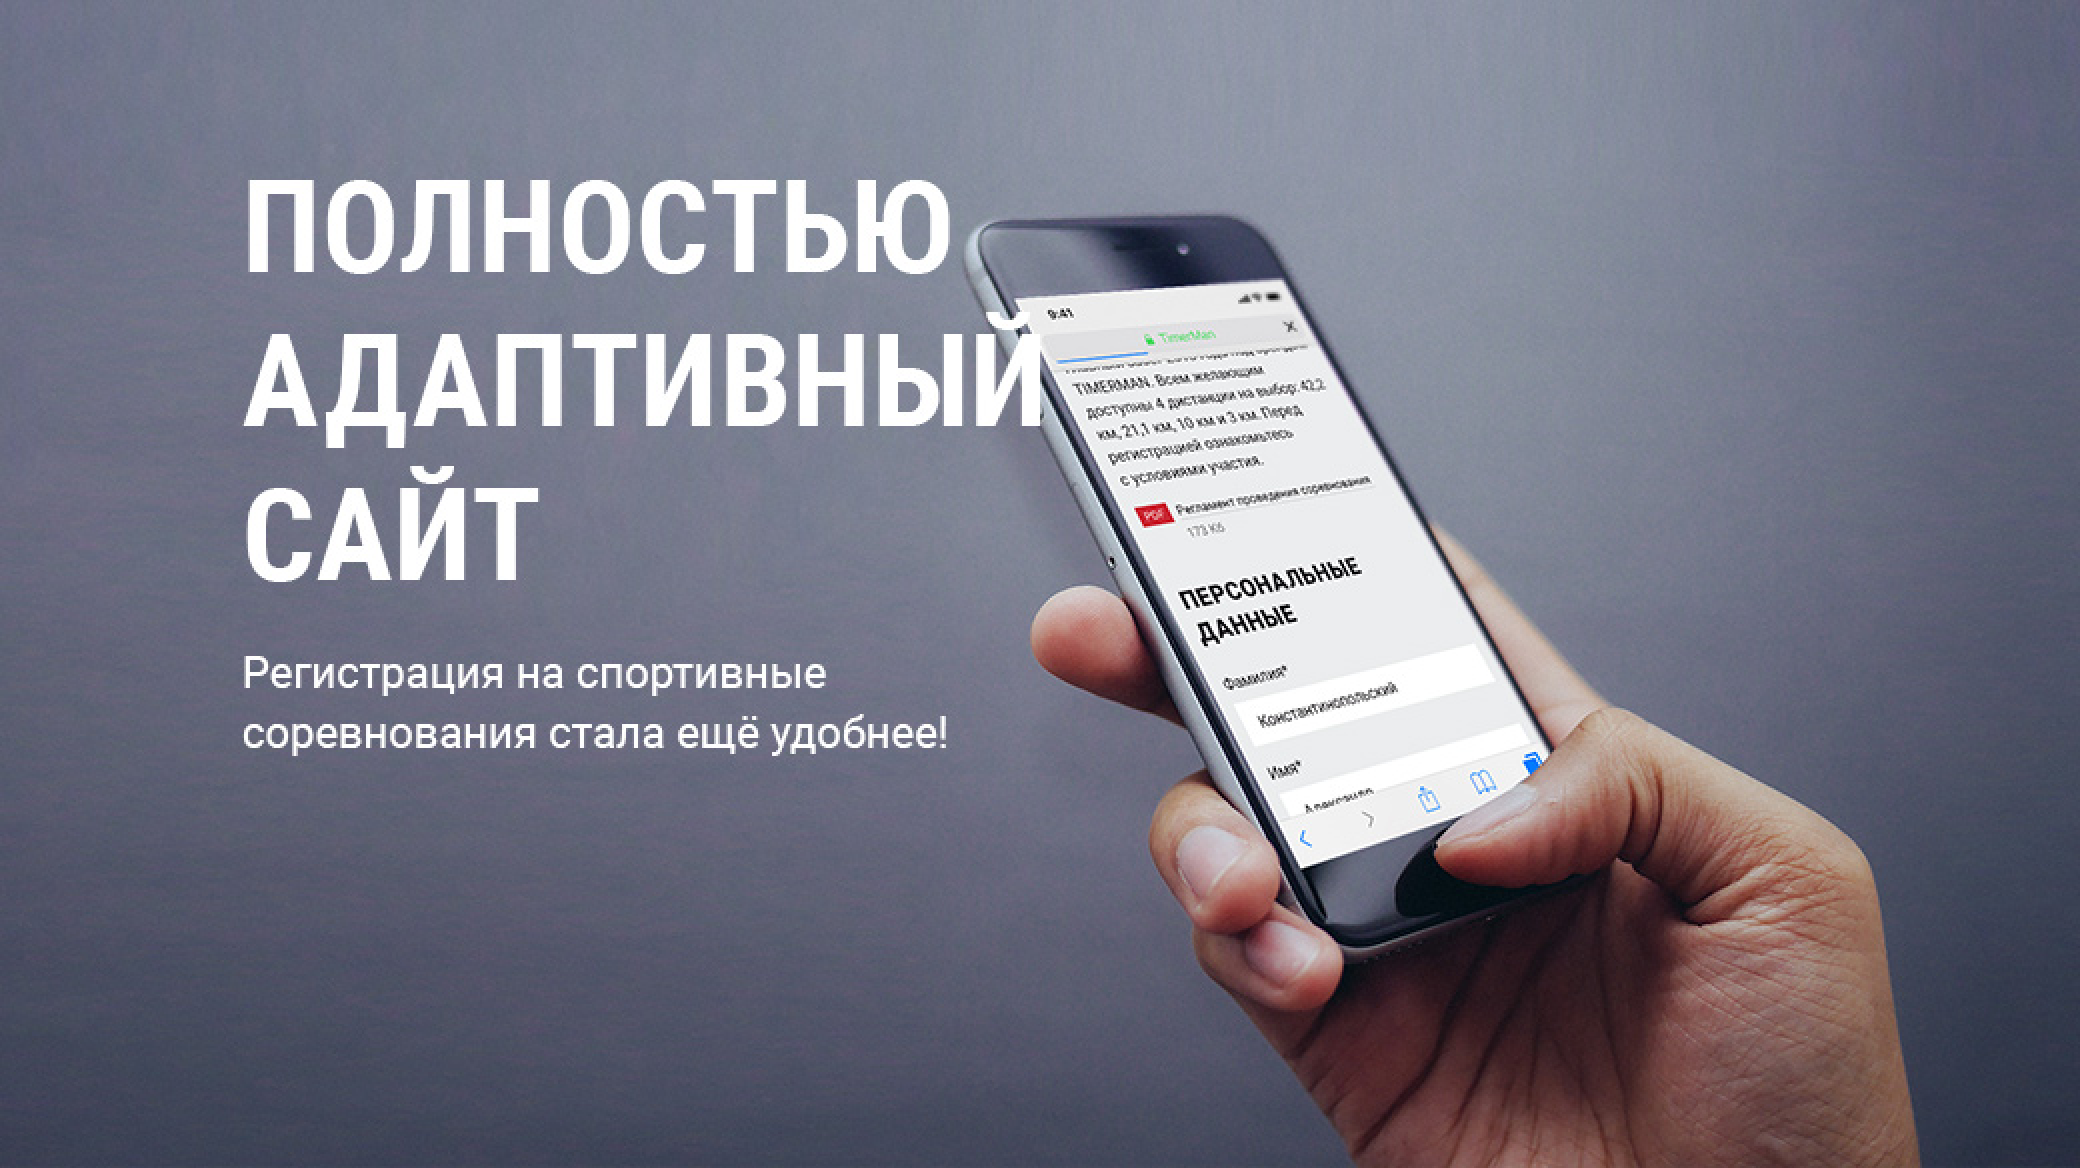 ПОЛНОСТЬЮ
АДАПТИВНЫЙ
САЙТ
Регистрация на спортивные
соревнования стала ещё удобнее!
9:41
TimerMan
TIMERMAN. Всем желающим
доступны 4 дистанции на выбор: 42,2
км, 21,1 км, 10 км и 3 км. Перед
регистрацией ознакомьтесь
с условиями участия.
PDF Регламент проведения соревнования
173 Кб
ПЕРСОНАЛЬНЫЕ
ДАННЫЕ
Фамилия*
Константинопольский
Имя*